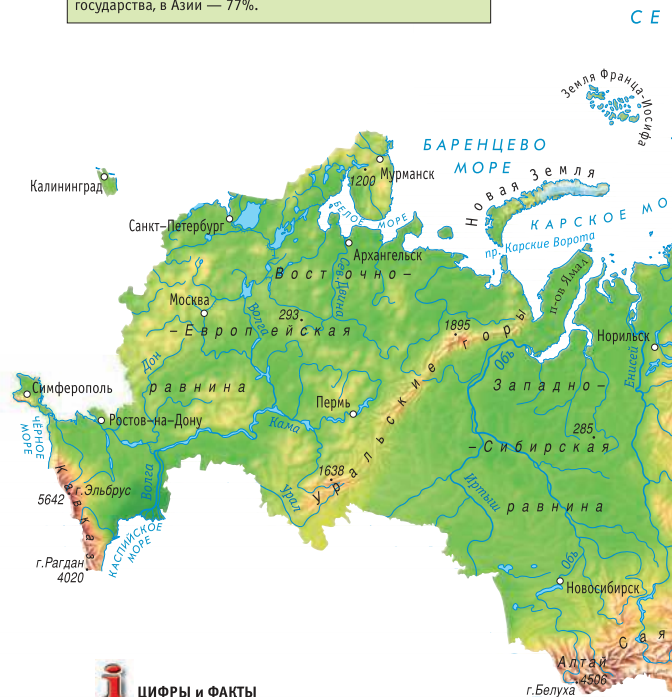 государства, в Азии — 77%.
С Е
Земля Франца-Иосифа
БАРЕНЦЕВО
МОРЕ
Мурманск
1200
Калининград
Новая Земля
КАРСКОЕ МО
БЕЛОЕ МОРЕ
Санкт-Петербург
пр. Карские Ворота
Архангельск
п-ов Ямал
Восточно-
Сев. Двина
Москва
Волга
293
-Европейская
1895
Норильск
Енисей
Обь
Дон
Симферополь
равнина
Западно-
Уральские горы
Пермь
Ростов-на-Дону
ЧЁРНОЕ
МОРЕ
Кама
285
-Сибирская
1638
Кавказ
г.Эльбрус
5642
Волга
Урал
Иртыш
равнина
КАСПИЙСКОЕ
МОРЕ
г.Рагдан
4020
Обь
Новосибирск
Сая
Алтай
4506
г.Белуха
i
ЦИФРЫ и ФАКТЫ